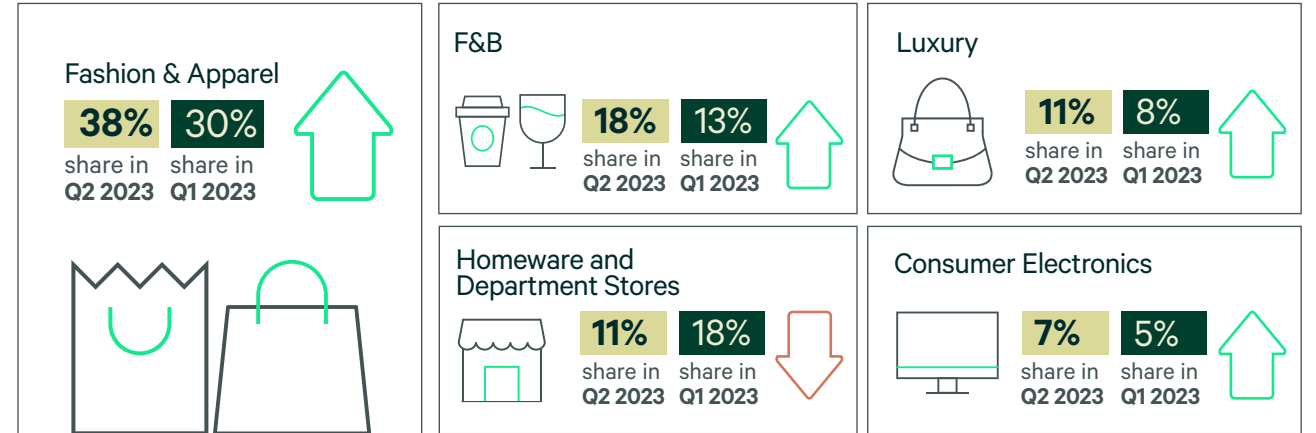 Fashion & Apparel
38% 30%
share in share in
Q2 2023 Q1 2023
F&B
18% 13%
share in share in
Q2 2023 Q1 2023
Luxury
11% 8%
share in share in
Q2 2023 Q1 2023
Homeware and
Department Stores
11% 18%
share in share in
Q2 2023 Q1 2023
Consumer Electronics
7% 5%
share in share in
Q2 2023 Q1 2023